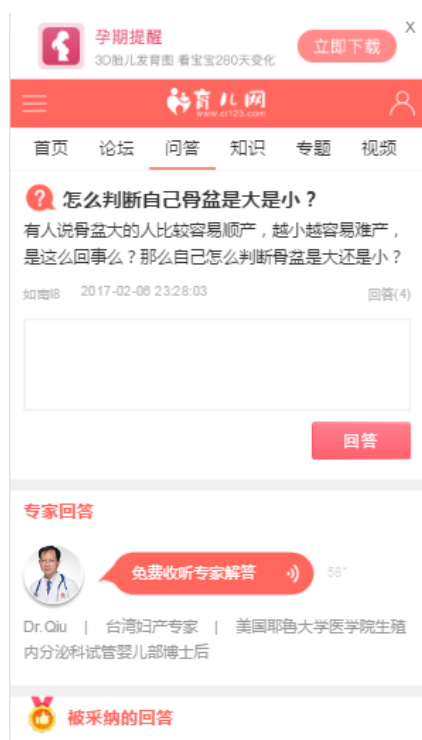 孕期提醒
3D胎儿发育图 看宝宝280天变化
立即下载
X
育儿网
www.ci123.com
首页 论坛 问答 知识 专题 视频
怎么判断自己骨盆是大是小？
有人说骨盆大的人比较容易顺产，越小越容易难产，
是这么回事么？那么自己怎么判断骨盆是大还是小？
如南l8 2017-02-06 23:28:03 回答(4)
回答
专家回答
免费收听专家解答
58"
Dr.Qiu | 台湾妇产专家 | 美国耶鲁大学医学院生殖
内分泌科试管婴儿部博士后
被采纳的回答